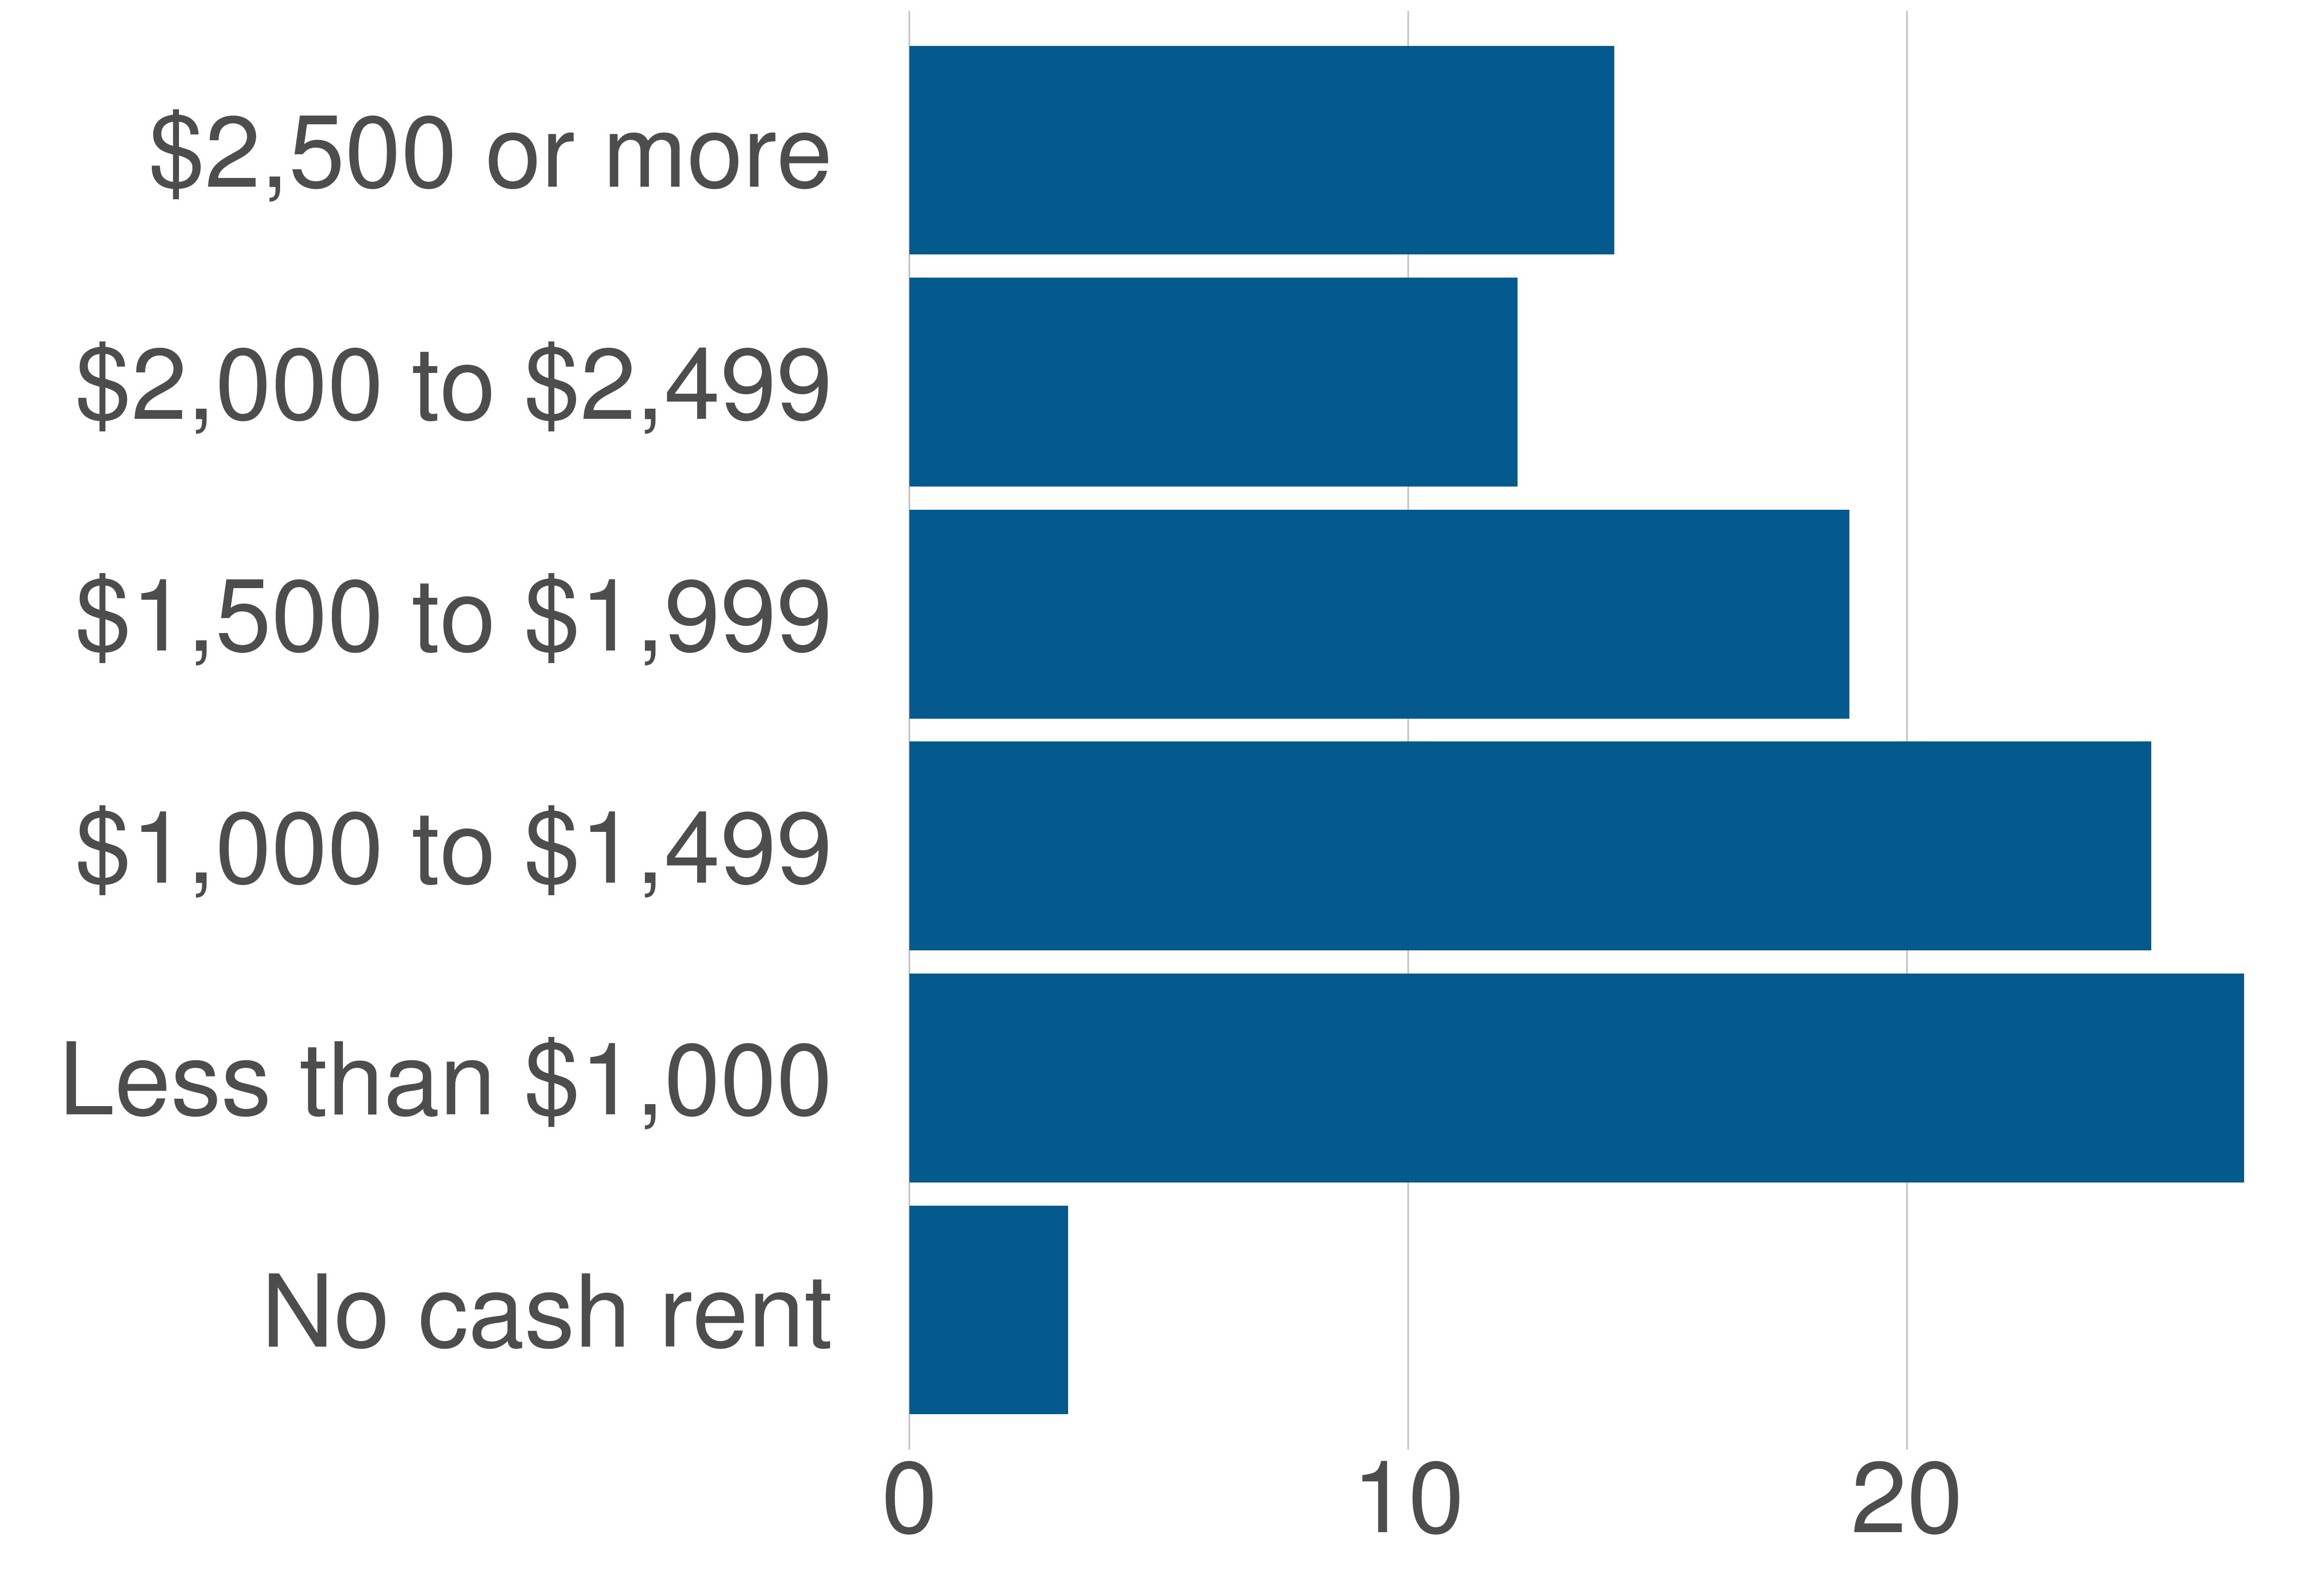 $2,500 or more
$2,000 to $2,499
$1,500 to $1,999
$1,000 to $1,499
Less than $1,000
No cash rent
0 10 20